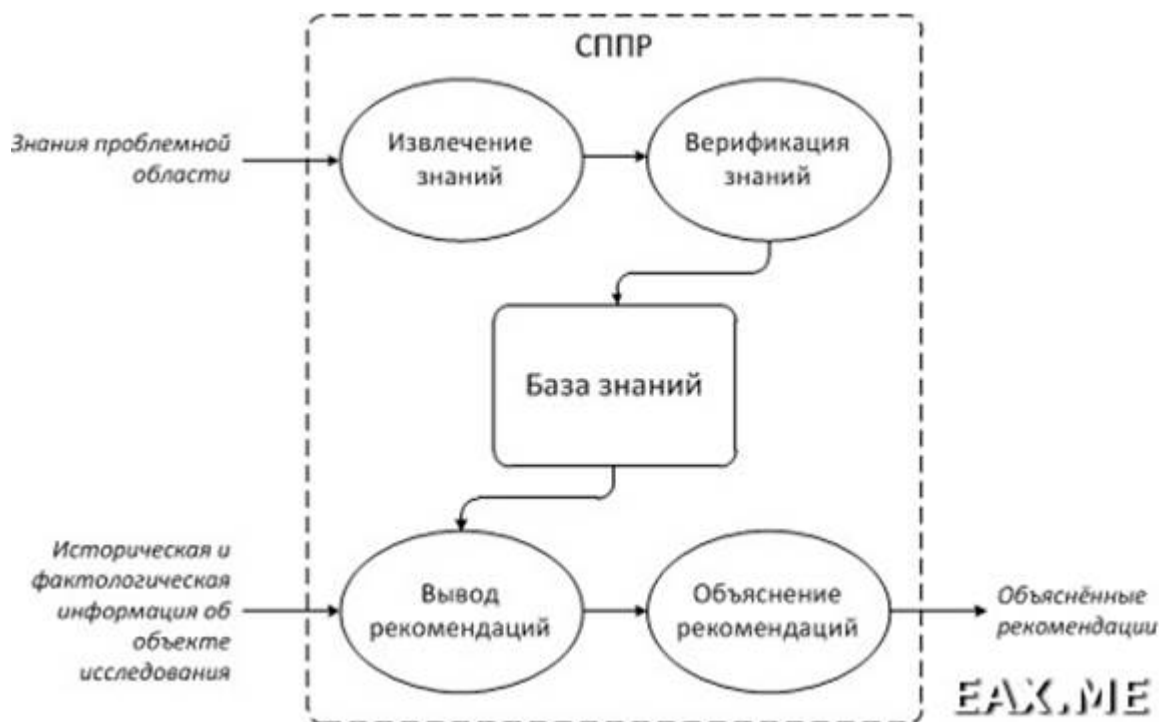 СППР
Знания проблемной
области
Извлечение
знаний
Верификация
знаний
База знаний
Историческая и
фактологическая
информация об
объекте
исследования
Вывод
рекомендаций
Объяснение
рекомендаций
Объяснённые
рекомендации
EAX.ME